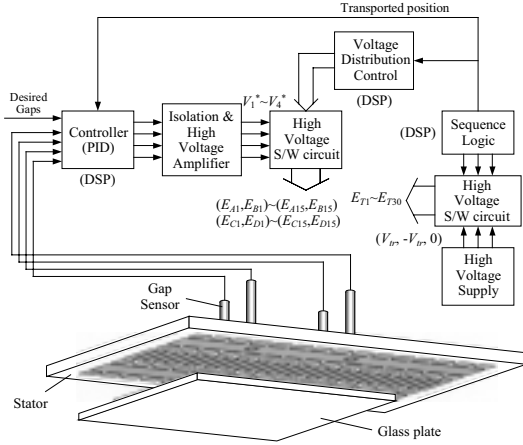 Transported position
Voltage
Distribution
Control
(DSP)
Desired
Gaps
V1*~V4*
Controller
(PID)
(DSP)
Isolation &
High
Voltage
Amplifier
High
Voltage
S/W circuit
(DSP)
Sequence
Logic
(EA1,EB1)~(EA15,EB15)
(EC1,ED1)~(EC15,ED15)
ET1~ET30
High
Voltage
S/W circuit
(Vtr, -Vtr, 0)
High
Voltage
Supply
Gap
Sensor
Stator
Glass plate